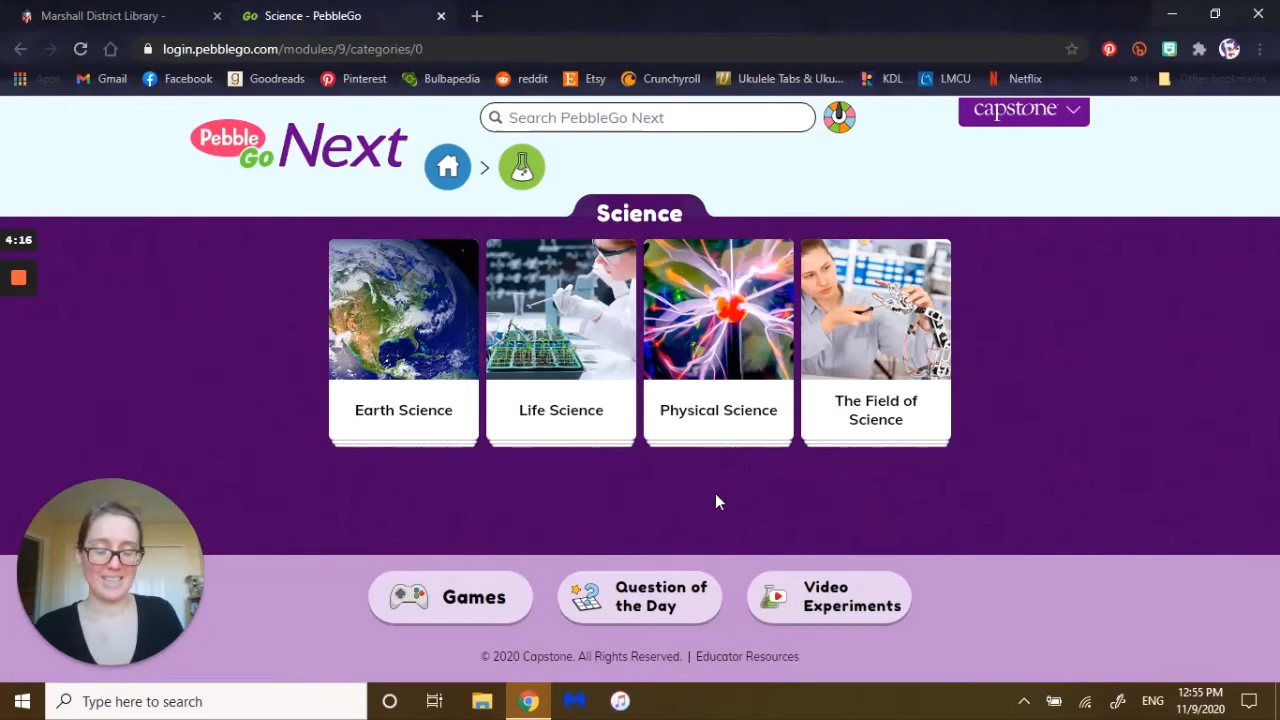 Marshall District Library -
Science - PebbleGo
login.pebblego.com/modules/9/categories/0
Apps Gmail Facebook Goodreads Pinterest Bulbapedia reddit Etsy Crunchyroll Ukulele Tabs & Uku... KDL LMCU Netflix » Other bookmarks
Pebble Go Next
Search PebbleGo Next
capstone
Science
4:16
Earth Science
Life Science
Physical Science
The Field of
Science
Games
Question of
the Day
Video
Experiments
© 2020 Capstone. All Rights Reserved. | Educator Resources
Type here to search
ENG
12:55 PM
11/9/2020